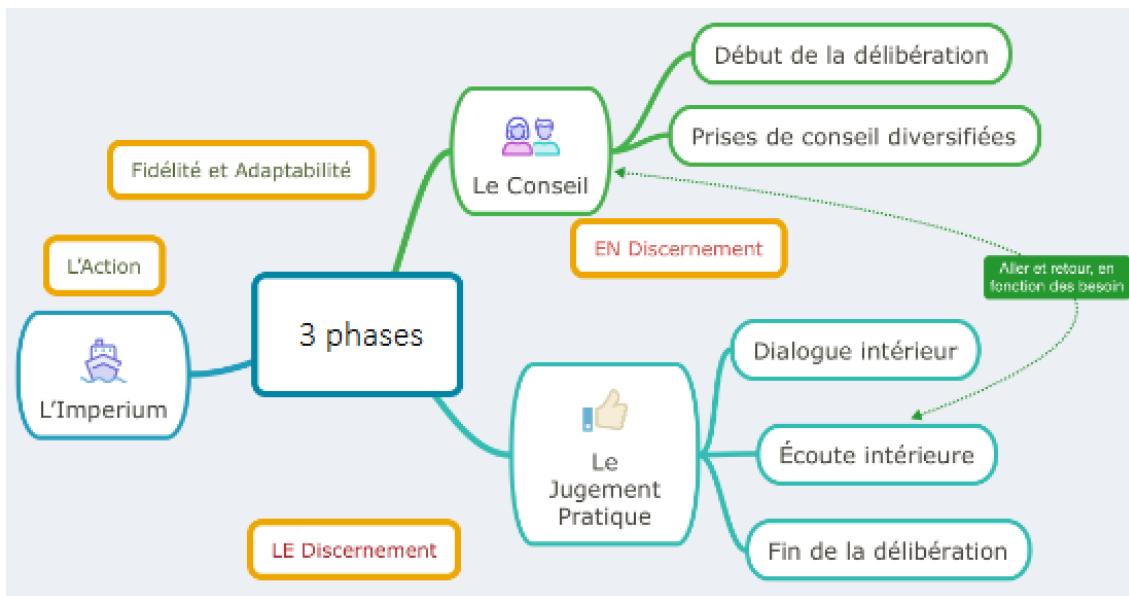 Début de la délibération
Prises de conseil diversifiées
Le Conseil
Fidélité et Adaptabilité
EN Discernement
L'Action
Aller et retour, en
fonction des besoin
3 phases
L'Imperium
Dialogue intérieur
Écoute intérieure
Le
Jugement
Pratique
Fin de la délibération
LE Discernement